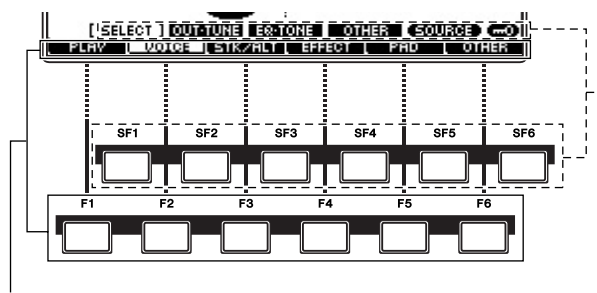 SELECT OUT-TUNE EQ-TONE OTHER SOURCE
PLAY VOICE STK/ALT EFFECT PAD OTHER
SF1 SF2 SF3 SF4 SF5 SF6
F1 F2 F3 F4 F5 F6